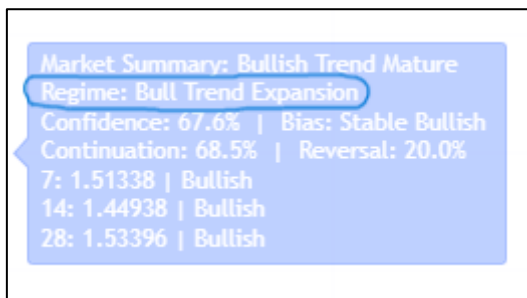 Market Summary: Bullish Trend Mature
Regime: Bull Trend Expansion
Confidence: 67.6% | Bias: Stable Bullish
Continuation: 68.5% | Reversal: 20.0%
7: 1.51338 | Bullish
14: 1.44938 | Bullish
28: 1.53396 | Bullish